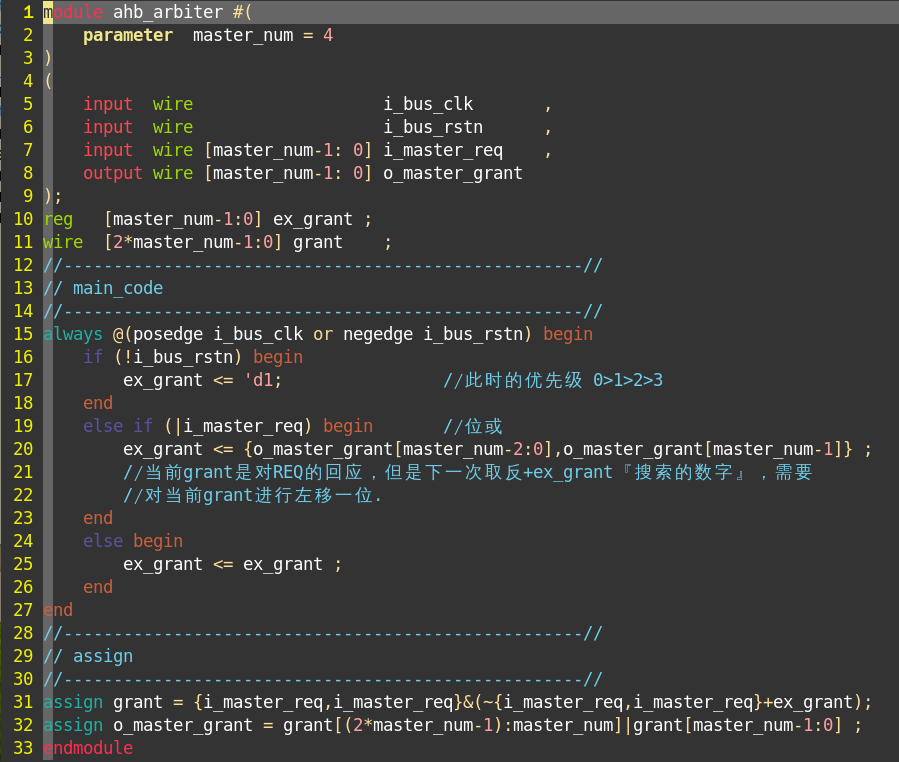 1 module ahb_arbiter #(
2     parameter  master_num = 4
3 )
4 (
5     input  wire                   i_bus_clk       ,
6     input  wire                   i_bus_rstn      ,
7     input  wire [master_num-1: 0] i_master_req    ,
8     output wire [master_num-1: 0] o_master_grant
9 );
10 reg   [master_num-1:0] ex_grant ;
11 wire  [2*master_num-1:0] grant    ;
12 //----------------------------------------------------//
13 // main_code
14 //----------------------------------------------------//
15 always @(posedge i_bus_clk or negedge i_bus_rstn) begin
16     if (!i_bus_rstn) begin
17         ex_grant <= 'd1;                //此时的优先级 0>1>2>3
18     end
19     else if (|i_master_req) begin       //位或
20         ex_grant <= {o_master_grant[master_num-2:0],o_master_grant[master_num-1]} ;
21         //当前grant是对REQ的回应，但是下一次取反+ex_grant『搜索的数字』，需要
22         //对当前grant进行左移一位.
23     end
24     else begin
25         ex_grant <= ex_grant ;
26     end
27 end
28 //----------------------------------------------------//
29 // assign
30 //----------------------------------------------------//
31 assign grant = {i_master_req,i_master_req}&(~{i_master_req,i_master_req}+ex_grant);
32 assign o_master_grant = grant[(2*master_num-1):master_num]|grant[master_num-1:0] ;
33 endmodule